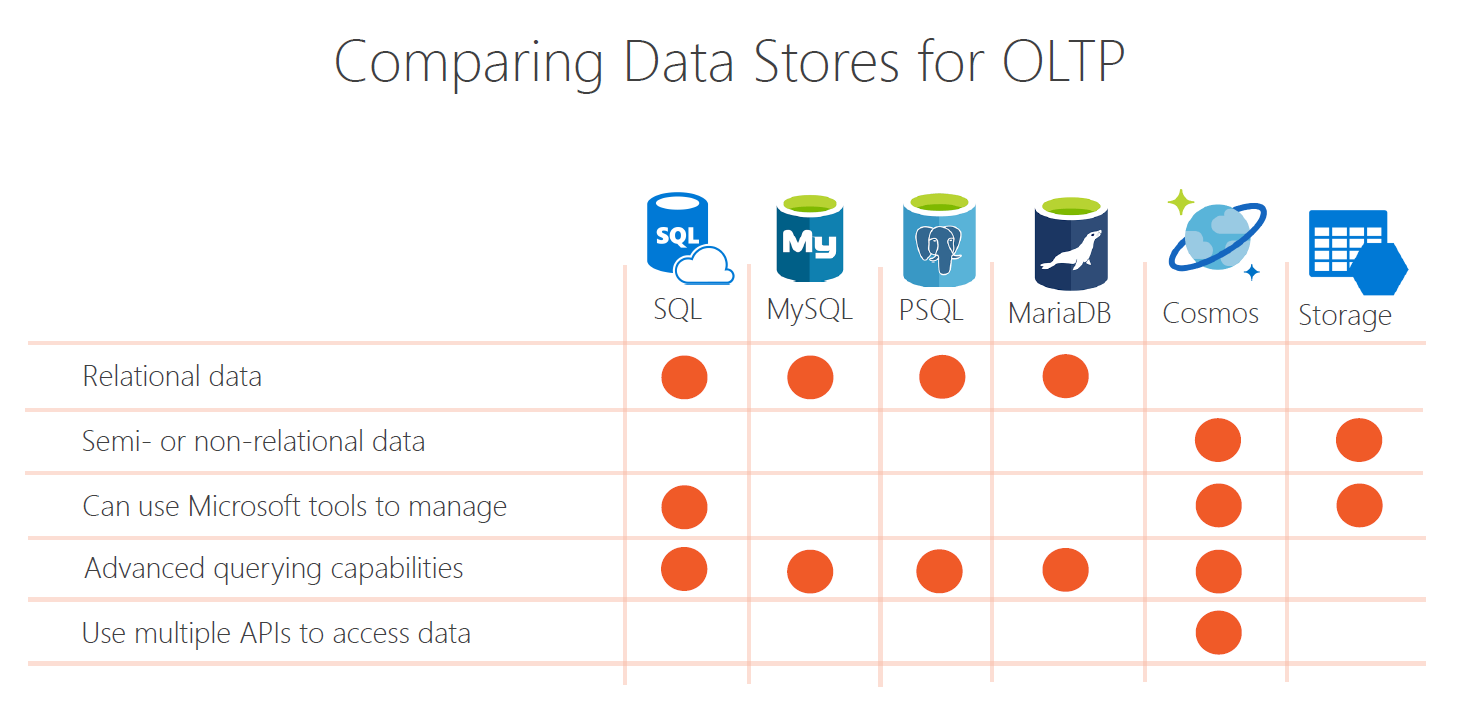 Comparing Data Stores for OLTP
SQL
My
SQL
MySQL
PSQL
MariaDB
Cosmos
Storage
Relational data
Semi- or non-relational data
Can use Microsoft tools to manage
Advanced querying capabilities
Use multiple APIs to access data